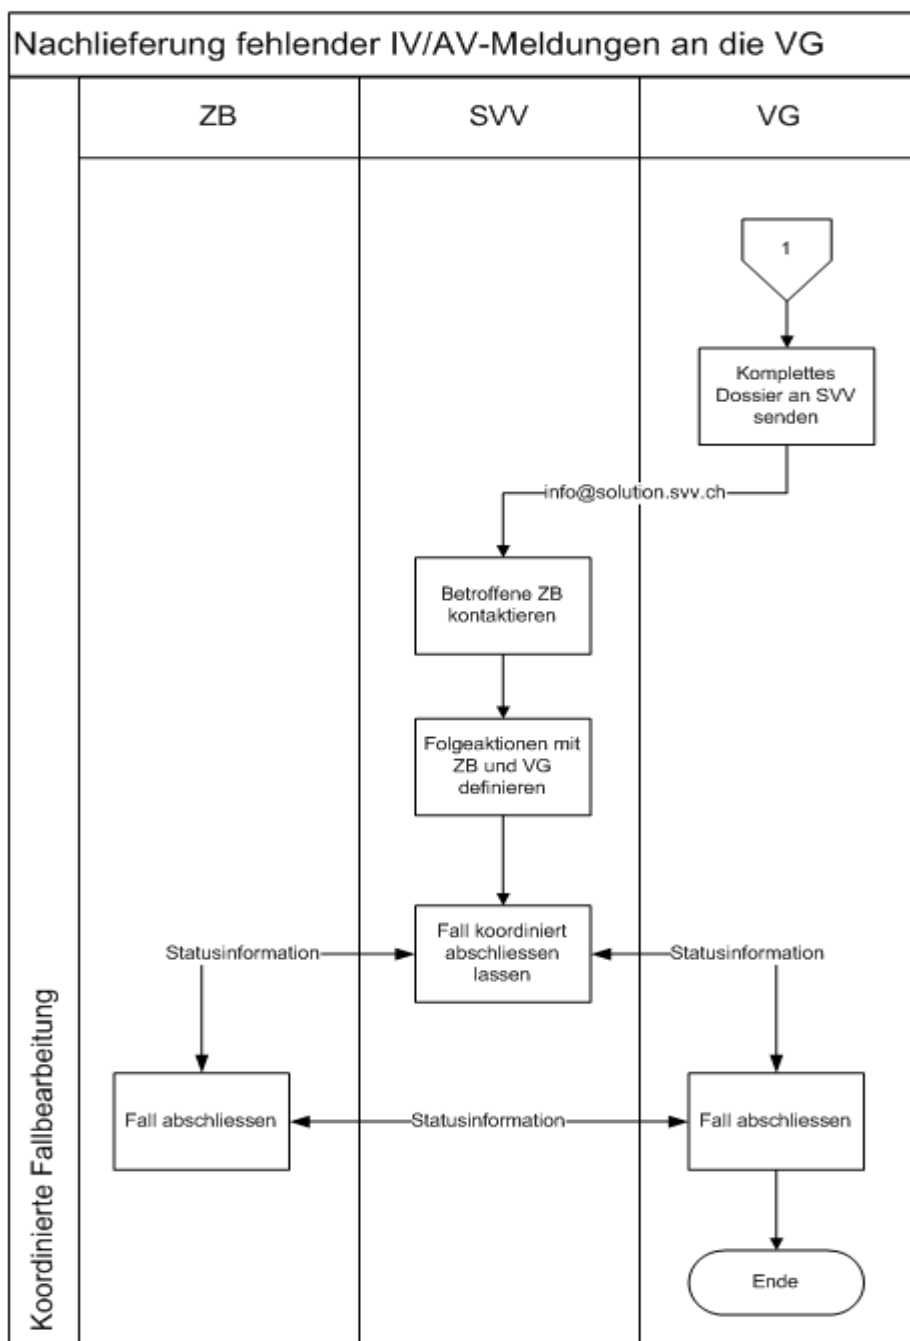 Nachlieferung fehlender IV/AV-Meldungen an die VG
ZB
SVV
VG
1
Komplettes
Dossier an SVV
senden
info@solution.svv.ch
Betroffene ZB
kontaktieren
Folgeaktionen mit
ZB und VG
definieren
Fall koordiniert
abschliessen
lassen
Statusinformation
Statusinformation
Fall abschliessen
Statusinformation
Fall abschliessen
Ende
Koordinierte Fallbearbeitung